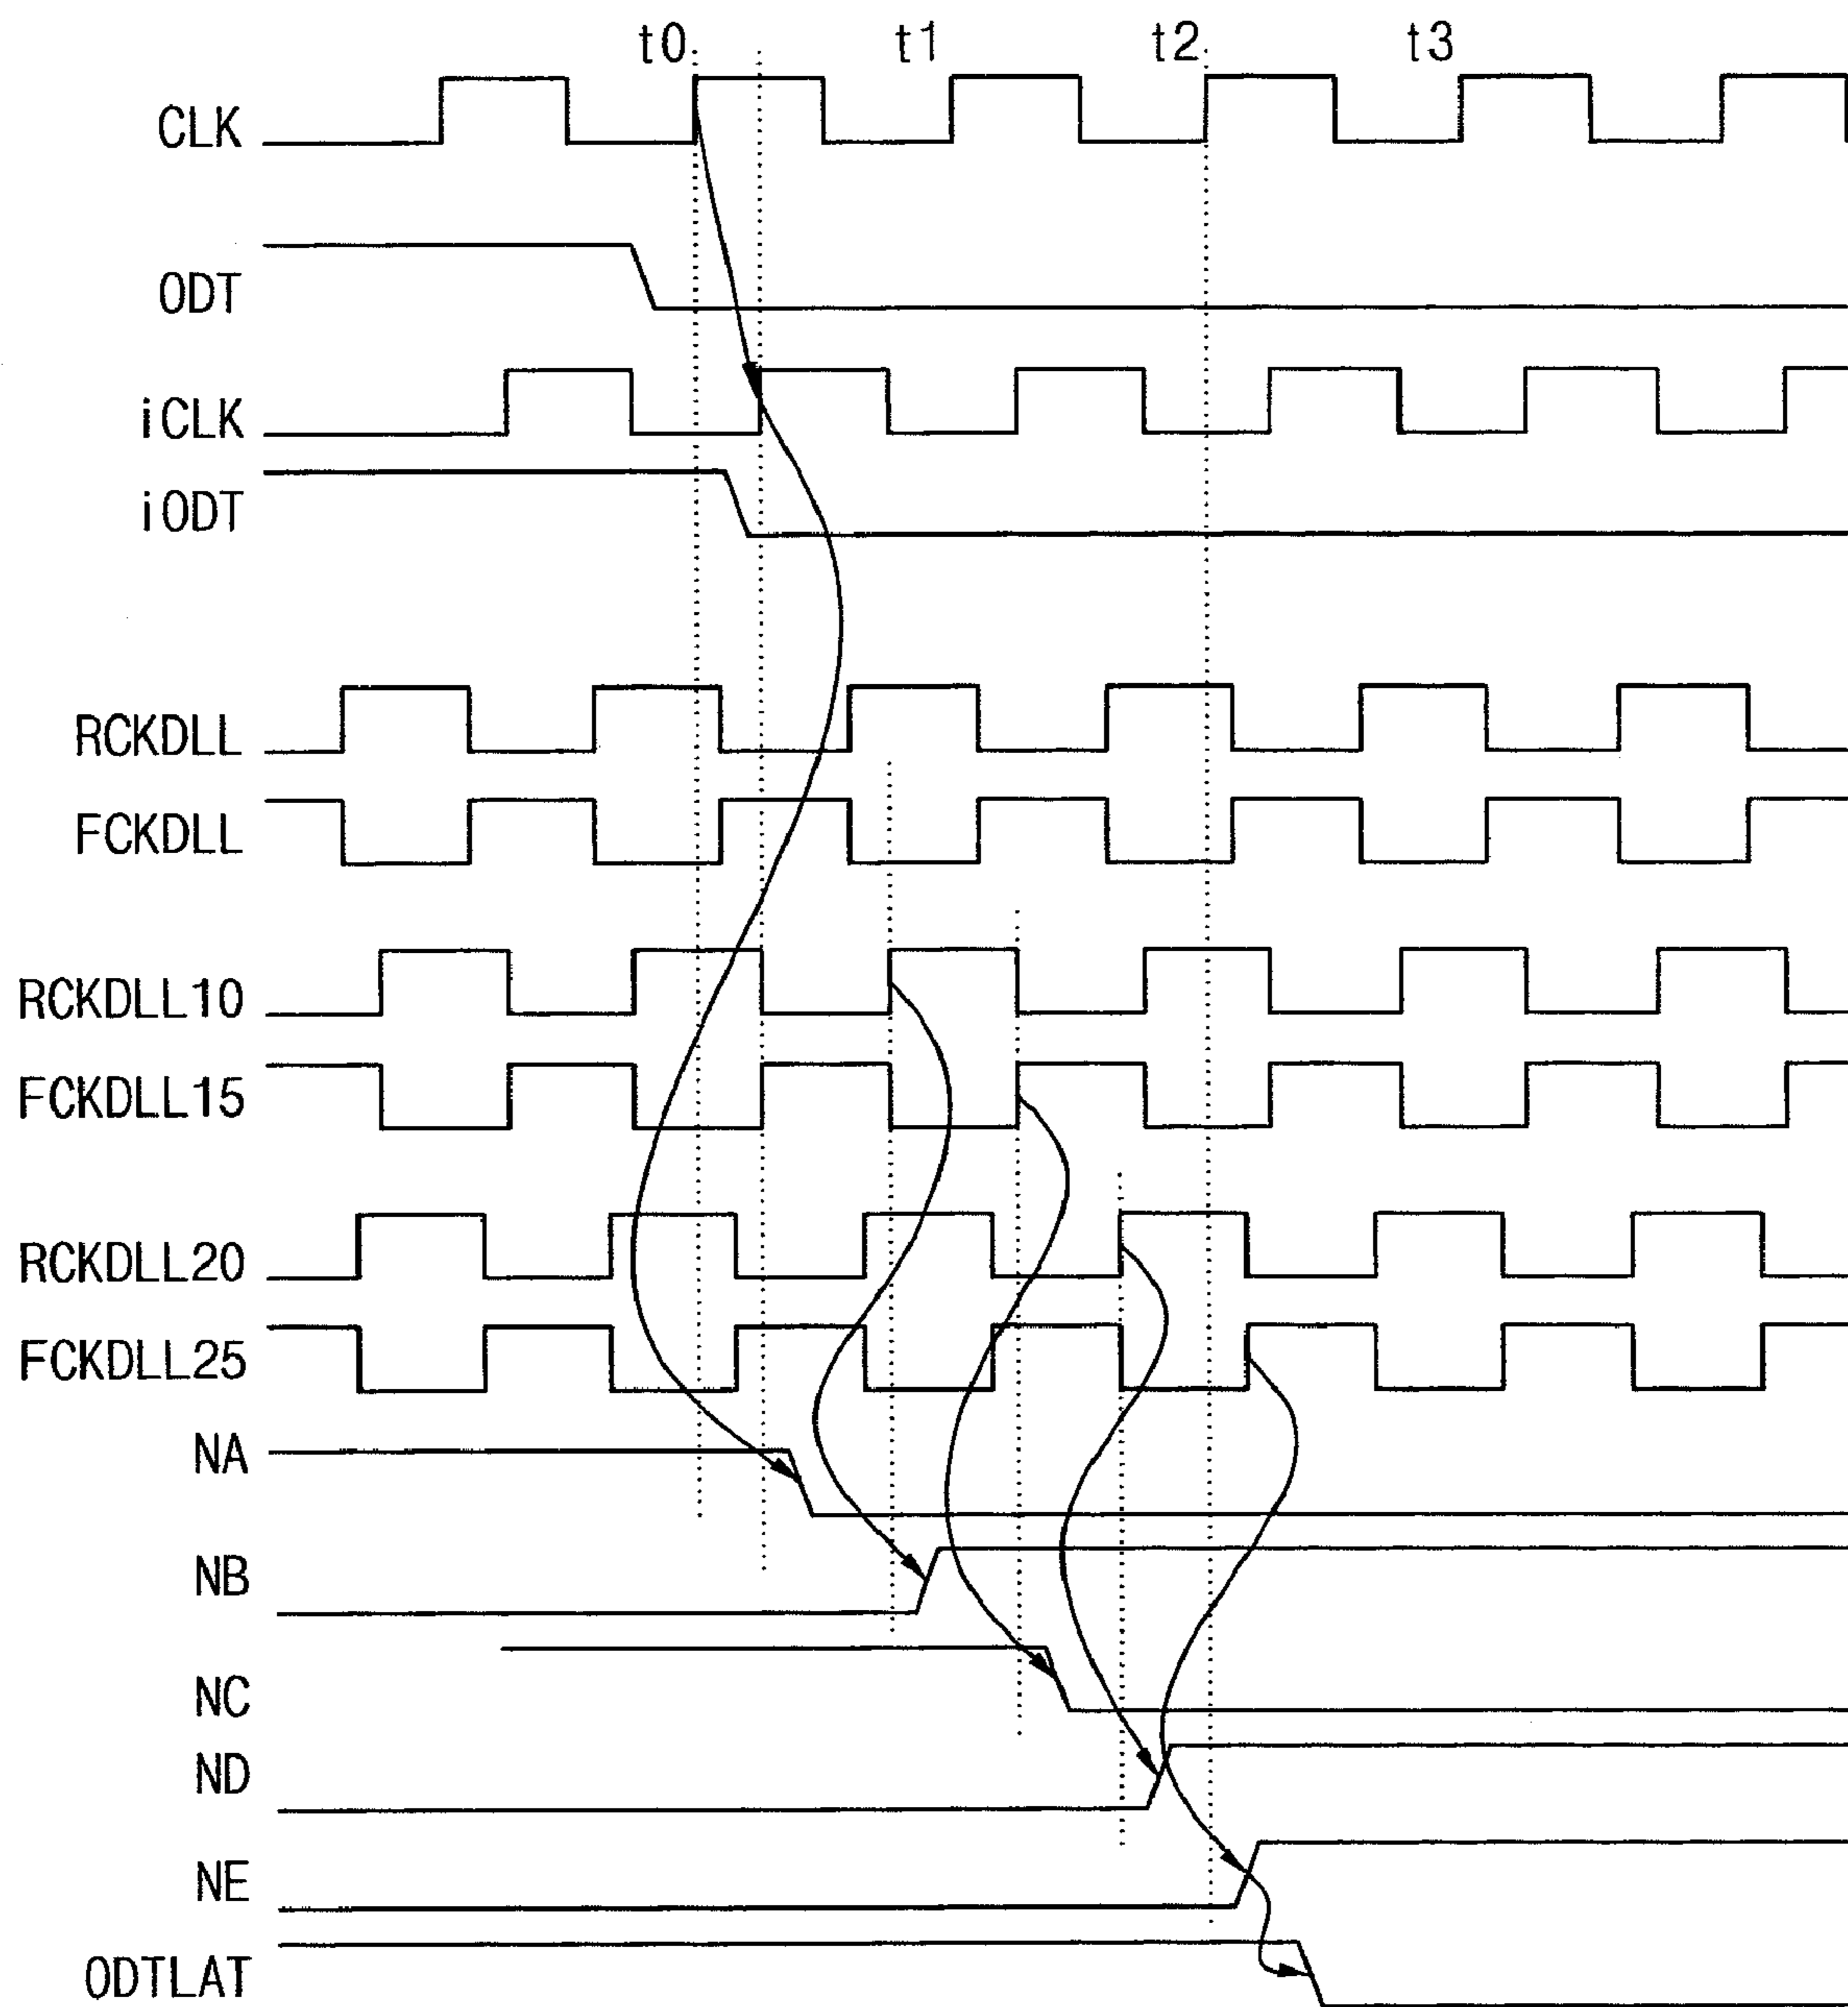 t0 t1 t2 t3
CLK
ODT
iCLK
iODT
RCKDLL
FCKDLL
RCKDLL10
FCKDLL15
RCKDLL20
FCKDLL25
NA
NB
NC
ND
NE
ODTLAT